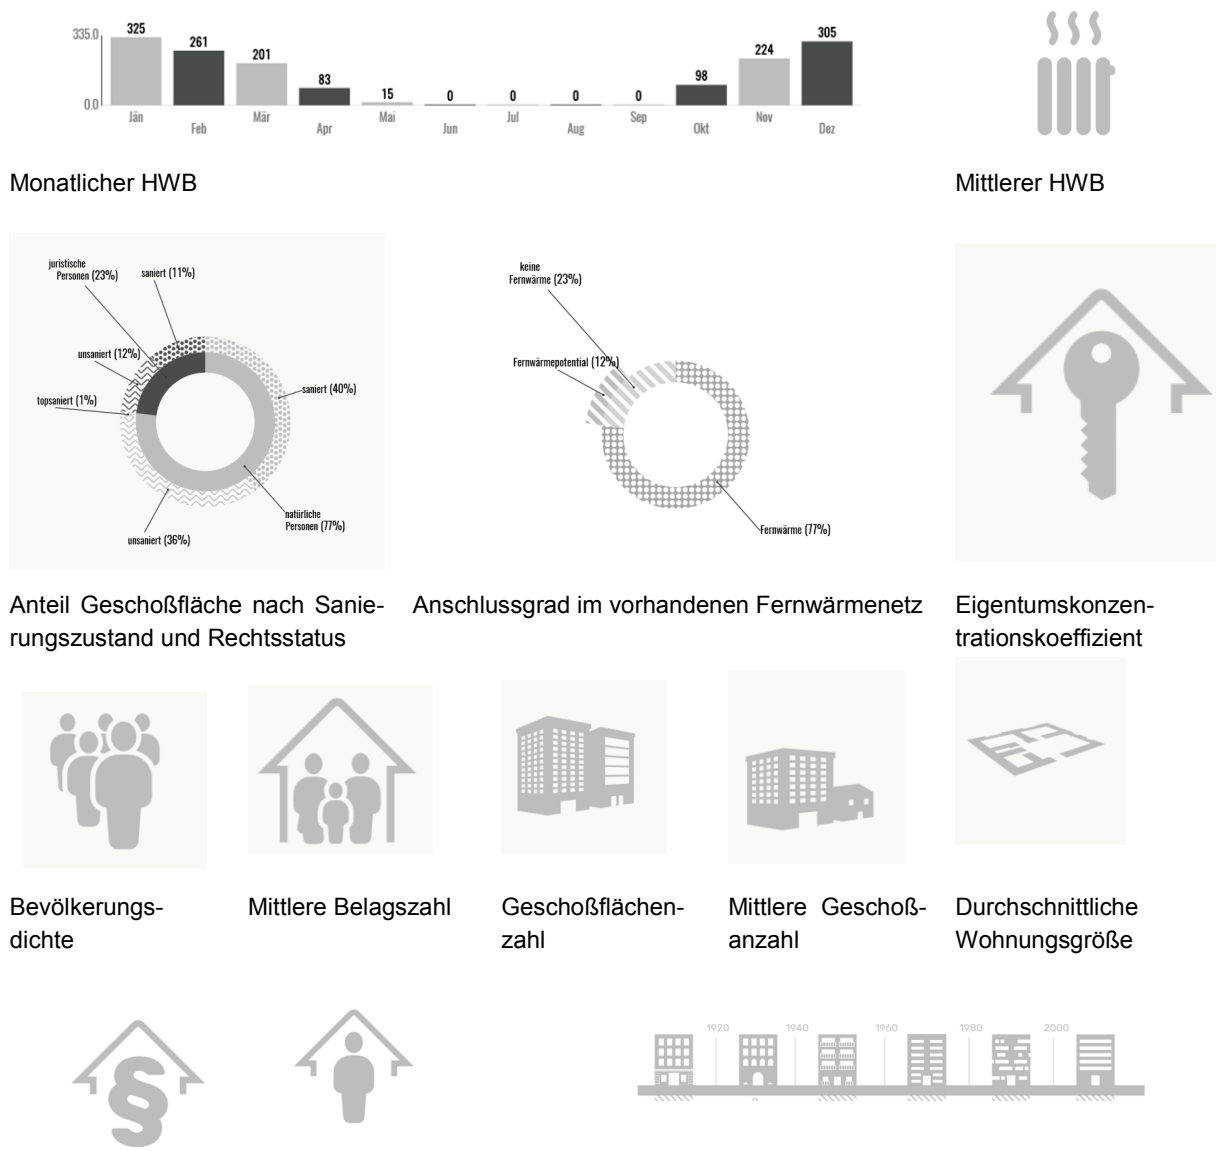 335.0
325
261
201
83
15
0
0
0
0
98
224
305
0.0
Jän
Feb
Mär
Apr
Mai
Jun
Jul
Aug
Sep
Okt
Nov
Dez
Monatlicher HWB
Mittlerer HWB
juristische
Personen (23%)
saniert (11%)
unsaniert (12%)
topsaniert (1%)
saniert (40%)
natürliche
Personen (77%)
unsaniert (36%)
keine
Fernwärme (23%)
Fernwärmepotential (12%)
Fernwärme (77%)
Anteil Geschoßfläche nach Sanie-
rungszustand und Rechtsstatus
Anschlussgrad im vorhandenen Fernwärmenetz
Eigentumskonzen-
trationskoeffizient
Bevölkerungs-
dichte
Mittlere Belagszahl
Geschoßflächen-
zahl
Mittlere Geschoß-
anzahl
Durchschnittliche
Wohnungsgröße
§
1920
1940
1960
1980
2000